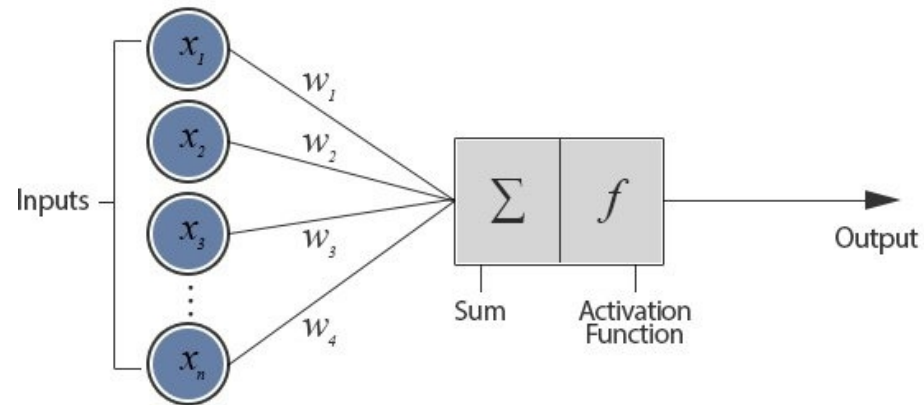 x₁
w₁
x₂
w₂
Inputs
x₃
w₃
Σ f
Output
Sum
Activation
Function
w₄
xₙ